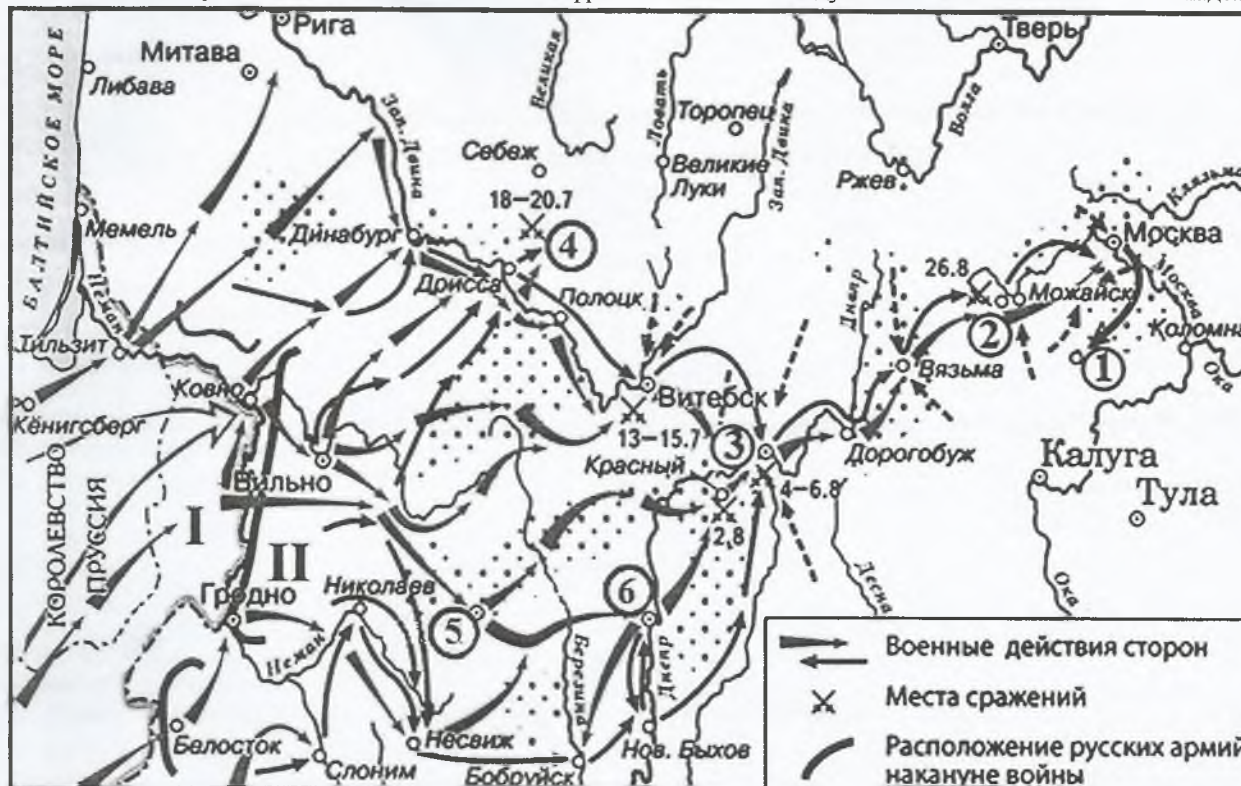 Рига
Тверь
Митава
Либава
БАЛТИЙСКОЕ МОРЕ
Великая
Ловать
Торопец
Зап. Двина
Волга
Зап. Двина
Себеж
Великие
Луки
Ржев
Клязьма
18–20.7
Мемель
Динабург
4
Москва
Москва
26.8
Можайск
Неман
Дрисса
Полоцк
Днепр
2
Коломна
Тильзит
1
Ока
Вязьма
Ковно
Витебск
Кёнигсберг
13–15.7
3
Дорогобуж
Красный
Калуга
Вильно
4–6.8
Тула
КОРОЛЕВСТВО
ПРУССИЯ
I
II
2.8
Гродно
Николаев
6
Десна
Ока
5
Неман
Березина
Днепр
Белосток
Несвиж
Нов. Быхов
Слоним
Бобруйск
Военные действия сторон
Места сражений
Расположение русских армий
накануне войны